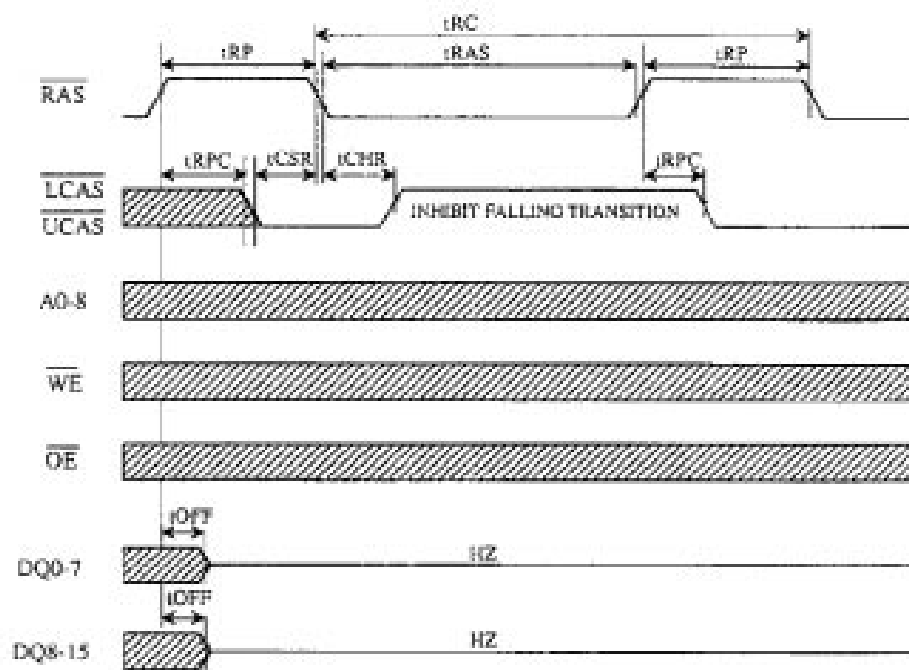 tRC
tRP tRAS tRP
RAS
tRPC tCSR tCHR tRPC
LCAS
INHIBIT FALLING TRANSITION
UCAS
A0-8
WE
OE
tOFF
DQ0-7 HZ
tOFF
DQ8-15 HZ